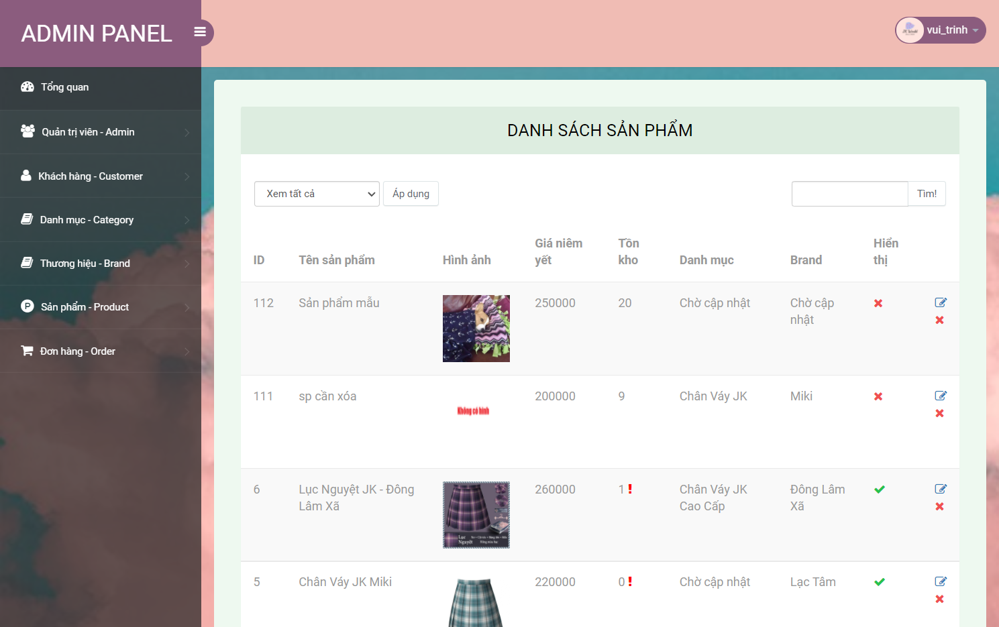 ADMIN PANEL
vui_trinh
Tổng quan
Quản trị viên - Admin
Khách hàng - Customer
Danh mục - Category
Thương hiệu - Brand
Sản phẩm - Product
Đơn hàng - Order
DANH SÁCH SẢN PHẨM
Xem tất cả
Áp dụng
Tìm!
ID
Tên sản phẩm
Hình ảnh
Giá niêm
yết
Tồn
kho
Danh mục
Brand
Hiển
thị
112
Sản phẩm mẫu
250000
20
Chờ cập nhật
Chờ cập
nhật
111
sp cần xóa
Không có hình
200000
9
Chân Váy JK
Miki
6
Lục Nguyệt JK - Đông
Lâm Xã
Lục
Nguyệt
260000
1
Chân Váy JK
Cao Cấp
Đông Lâm
Xã
5
Chân Váy JK Miki
220000
0
Chờ cập nhật
Lạc Tâm